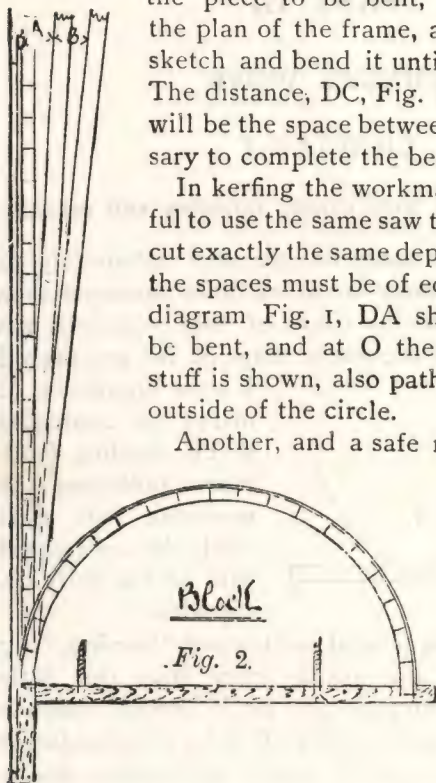 the piece to be bent,
the plan of the frame, a
sketch and bend it unti
The distance, DC, Fig.
will be the space betwee
sary to complete the be
In kerfing the workma
ful to use the same saw t
cut exactly the same dep
the spaces must be of eq
diagram Fig. 1, DA sh
be bent, and at O the
stuff is shown, also path
outside of the circle.
Another, and a safe r
A B
Block
Fig. 2.